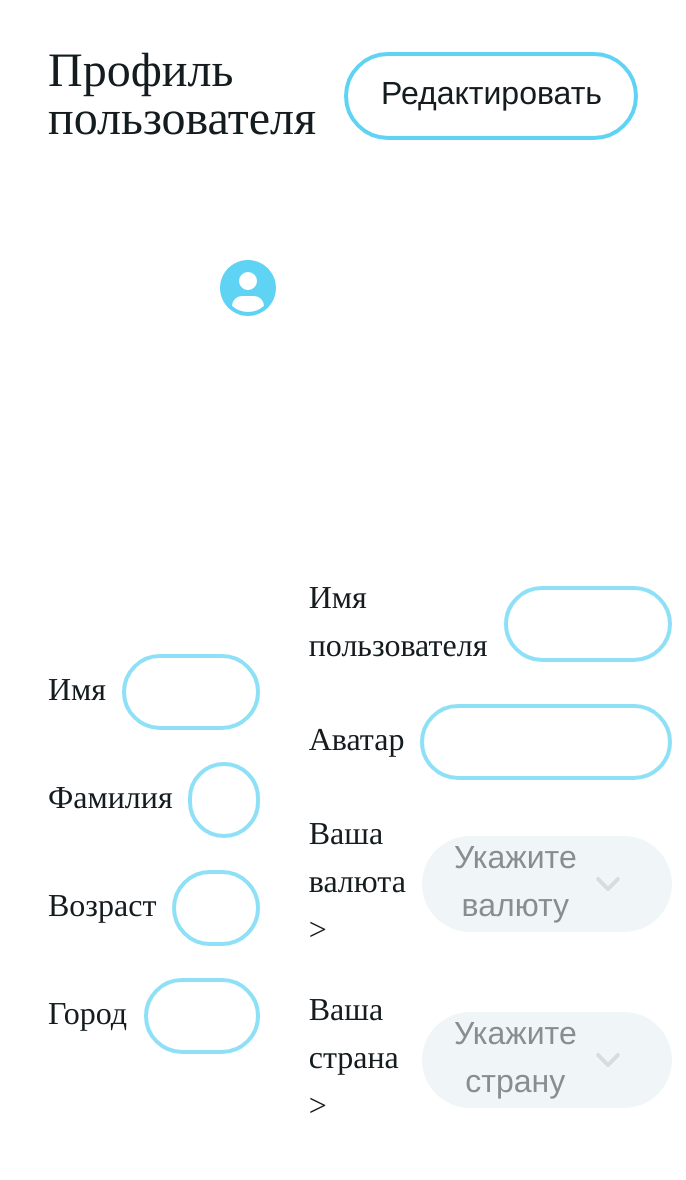 Профиль
пользователя
Редактировать
Имя
Фамилия
Возраст
Город
Имя
пользователя
Аватар
Ваша
валюта
>
Укажите
валюту
Ваша
страна
>
Укажите
страну